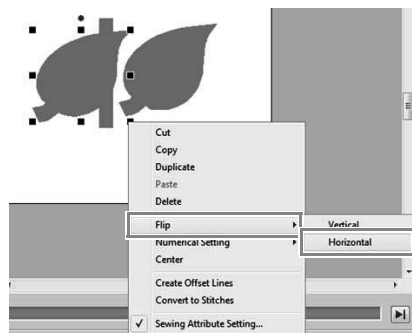 Cut
Copy
Duplicate
Paste
Delete
Flip
Vertical
Numerical Setting
Horizontal
Center
Create Offset Lines
Convert to Stitches
Sewing Attribute Setting...